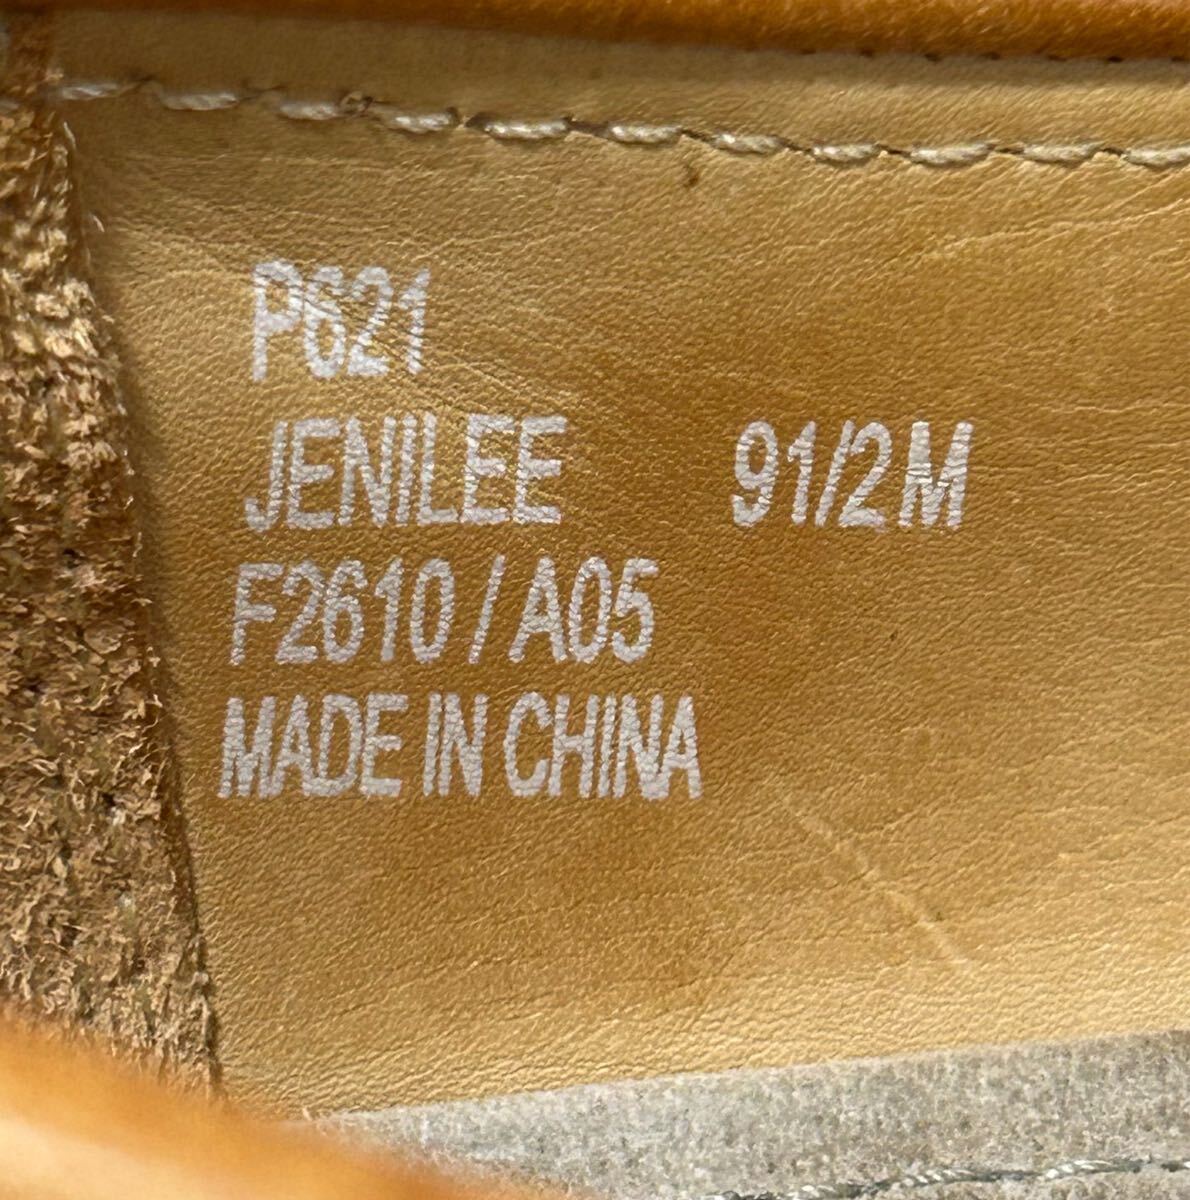 P621
JENILEE 91/2 M
F2610 / A05
MADE IN CHINA